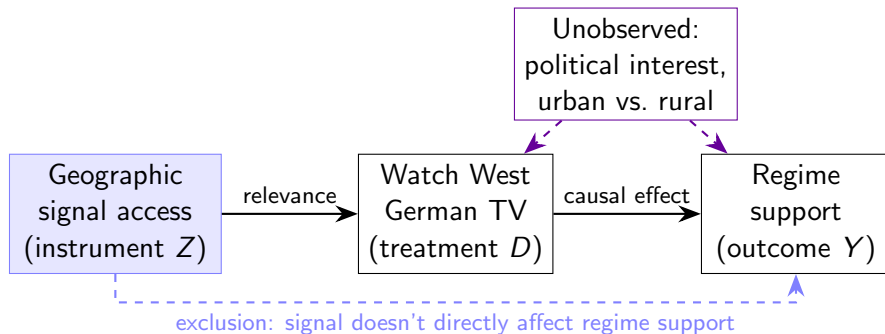 Unobserved:
political interest,
urban vs. rural
Geographic
signal access
(instrument Z)
relevance
Watch West
German TV
(treatment D)
causal effect
Regime
support
(outcome Y)
exclusion: signal doesn't directly affect regime support